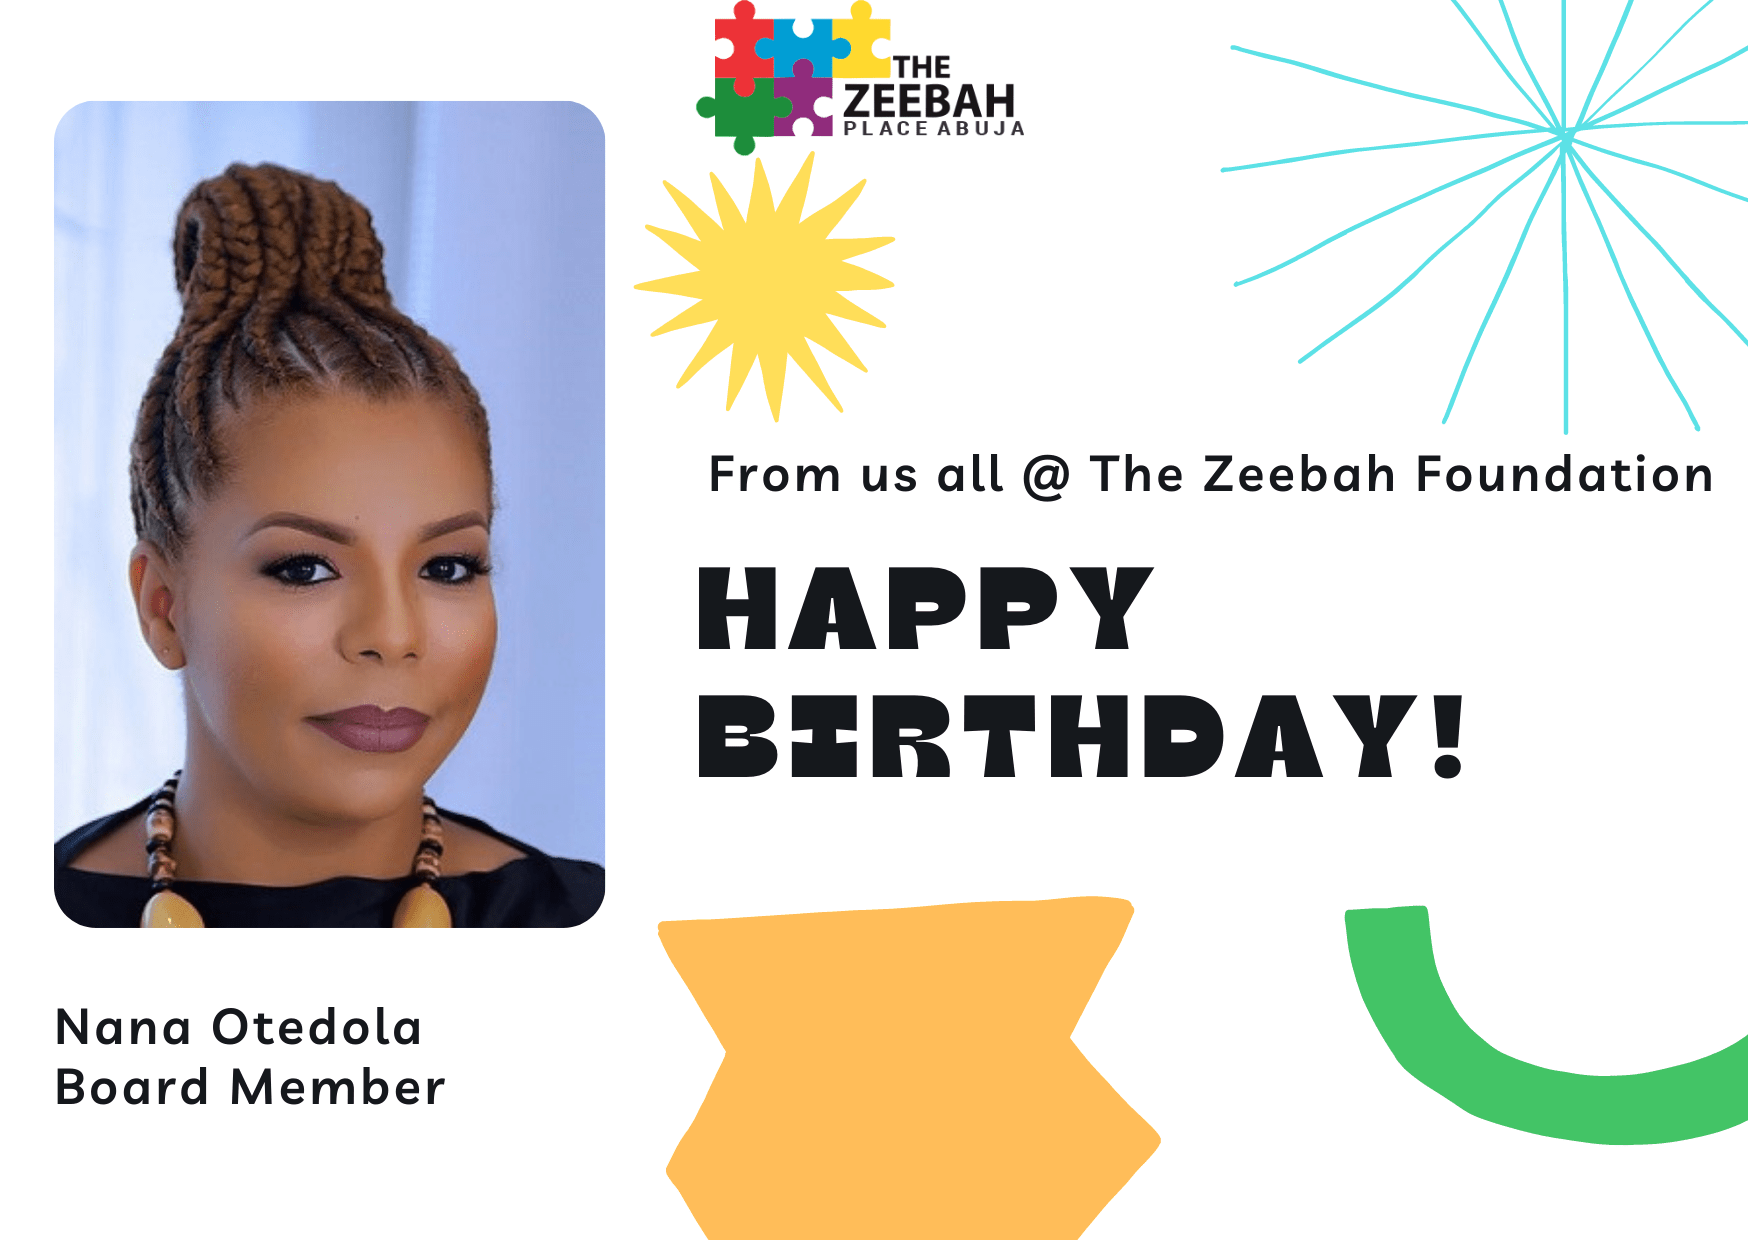 THE
ZEEBAH
PLACE ABUJA
From us all @ The Zeebah Foundation
HAPPY
BIRTHDAY!
Nana Otedola
Board Member